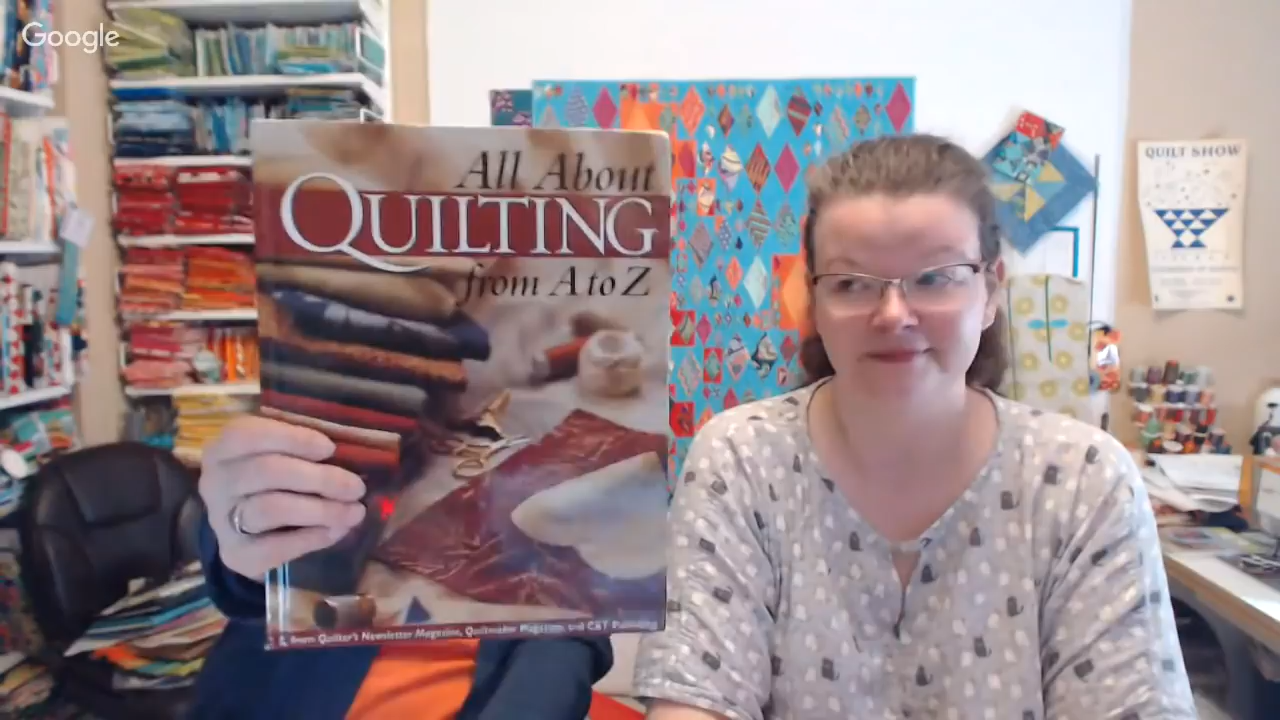 Google
All About
QUILTING
from A to Z
from Quilter's Newsletter Magazine, Quiltmaker Magazine, and C&T Publishing
QUILT SHOW